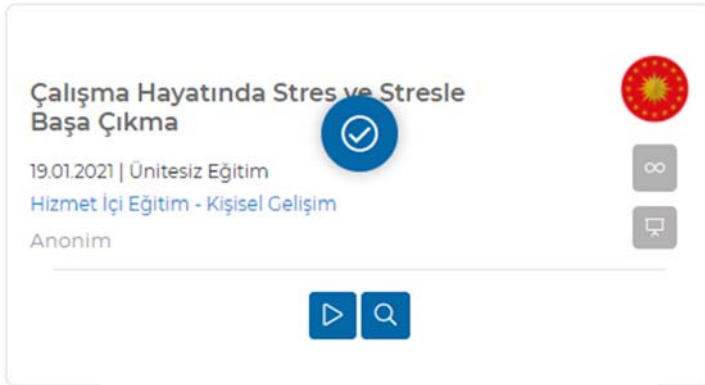 Çalışma Hayatında Stres ve Stresle
Başa Çıkma
19.01.2021 | Ünitesiz Eğitim
Hizmet İçi Eğitim - Kişisel Gelişim
Anonim